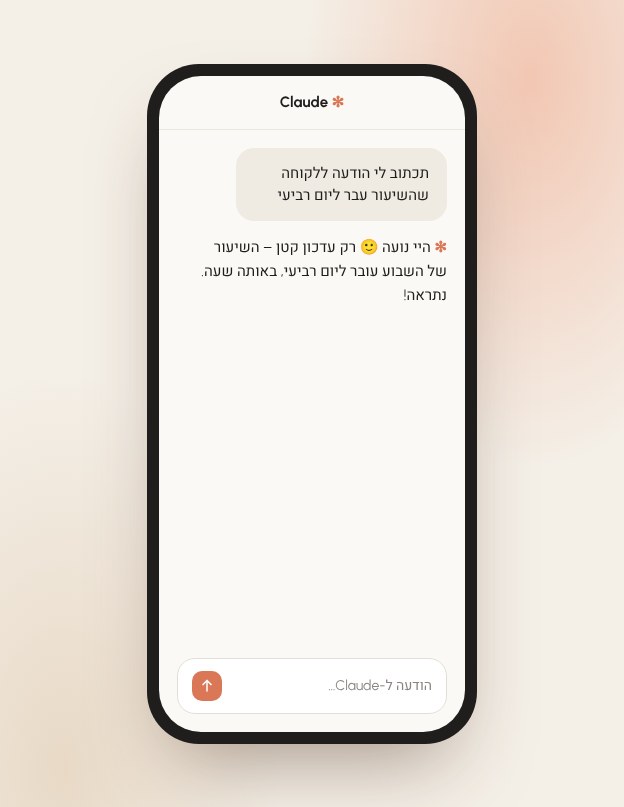 Claude ✻
תכתוב לי הודעה ללקוחה
שהשיעור עבר ליום רביעי
✻ היי נועה 🙂 רק עדכון קטן – השיעור
של השבוע עובר ליום רביעי, באותה שעה.
נתראה!
הודעה ל-Claude...